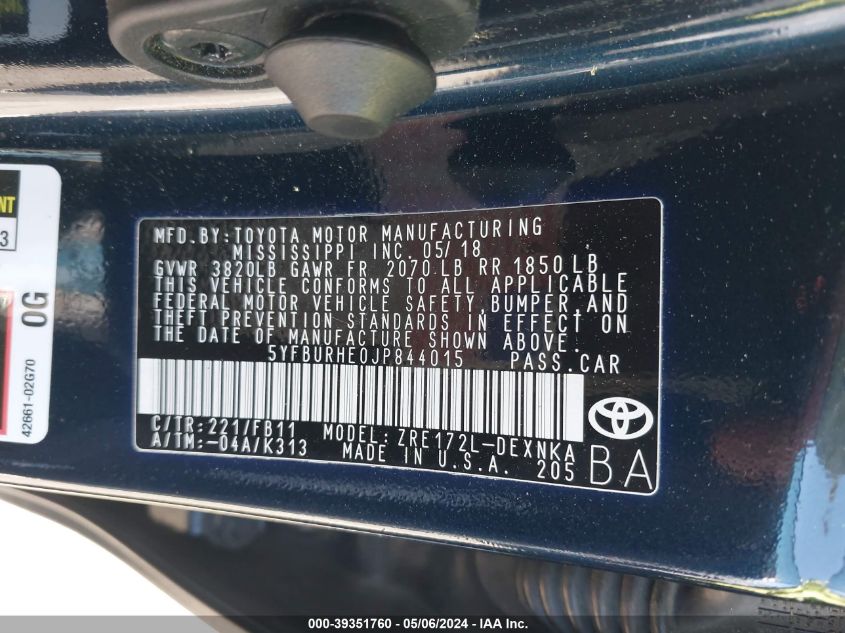 NT
3
0G
42661-02G70
MFD.BY:TOYOTA MOTOR MANUFACTURING
MISSISSIPPI INC. 05/18
GVWR 3820LB GAWR FR 2070LB RR 1850LB
THIS VEHICLE CONFORMS TO ALL APPLICABLE
FEDERAL MOTOR VEHICLE SAFETY, BUMPER, AND
THEFT PREVENTION STANDARDS IN EFFECT ON
THE DATE OF MANUFACTURE SHOWN ABOVE.
5YFBURHE0JP844015 PASS.CAR
C/TR:221/FB11 MODEL: ZRE172L-DEXNKA
A/TM:-04A/K313 MADE IN U.S.A. 205
BA
000-39351760 - 05/06/2024 - IAA Inc.